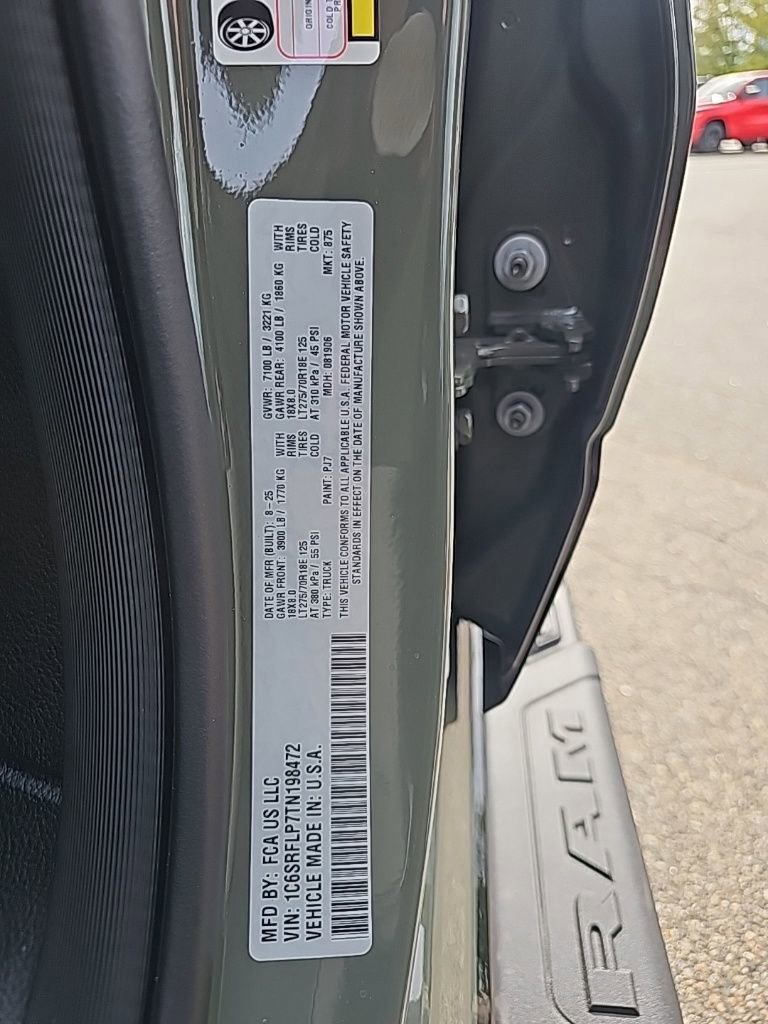 ORIGIN
COLD T
PR
MFD BY: FCA US LLC
VIN: 1C6SRFLP7TN198472
VEHICLE MADE IN: U.S.A.
DATE OF MFR (BUILT): 8-25 GVWR: 7100 LB / 3221 KG
GAWR FRONT: 3900 LB / 1770 KG WITH GAWR REAR: 4100 LB / 1860 KG WITH
18X8.0 RIMS 18X8.0 RIMS
LT275/70R18E 125 TIRES LT275/70R18E 125 TIRES
AT 380 kPa / 55 PSI COLD AT 310 kPa / 45 PSI COLD
TYPE: TRUCK PAINT: PJ7 MDH: 081906 MKT: 875
THIS VEHICLE CONFORMS TO ALL APPLICABLE U.S.A. FEDERAL MOTOR VEHICLE SAFETY
STANDARDS IN EFFECT ON THE DATE OF MANUFACTURE SHOWN ABOVE.
RAM